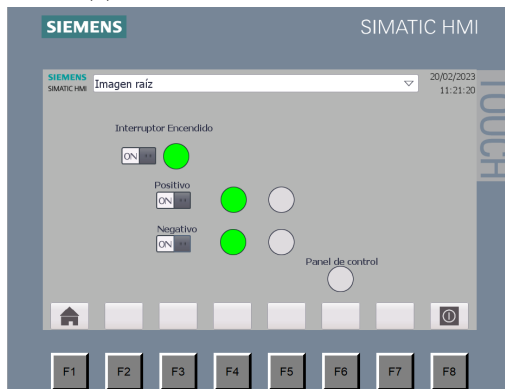 SIEMENS
SIMATIC HMI
TOUCH
SIEMENS
SIMATIC HMI
Imagen raíz
20/02/2023
11:21:20
Interruptor Encendido
ON
Positivo
ON
Negativo
ON
Panel de control
F1
F2
F3
F4
F5
F6
F7
F8